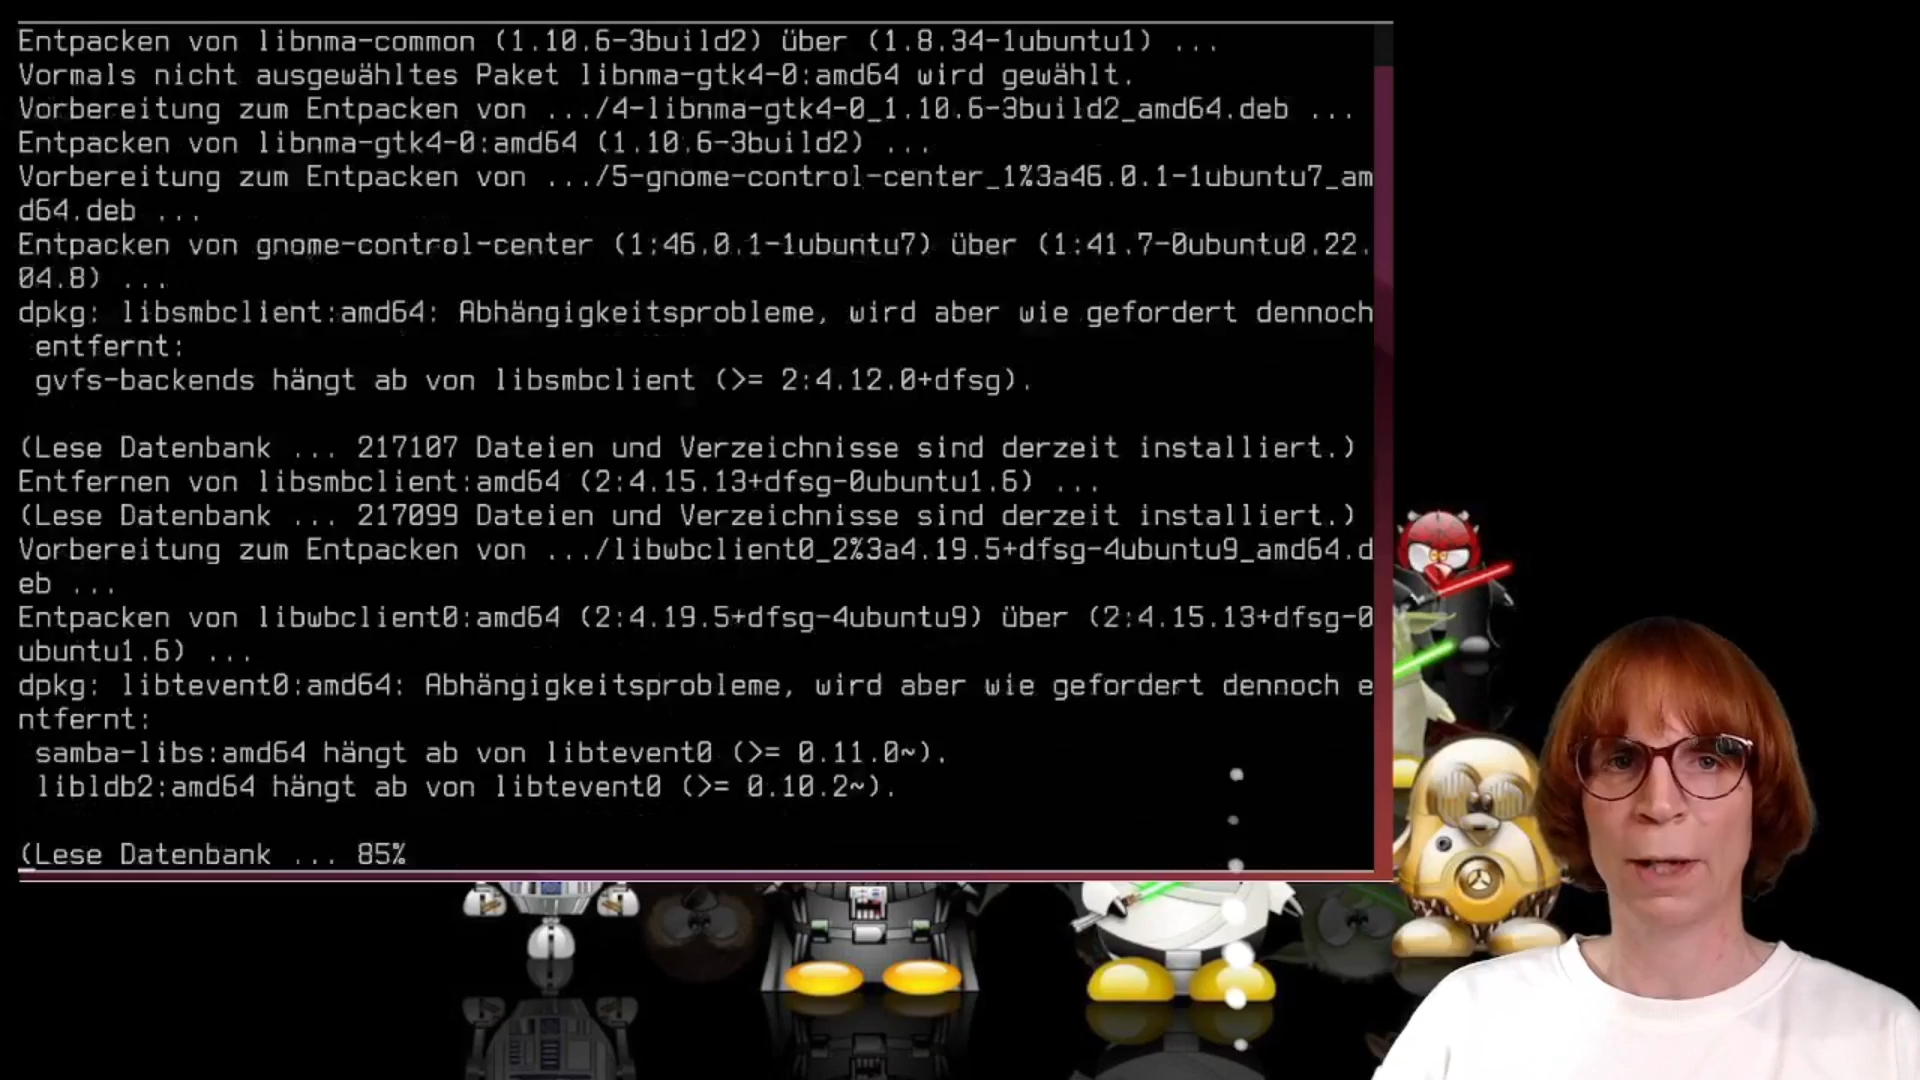 Entpacken von libnma-common (1.10.6-3build2) über (1.8.34-1ubuntu1) ...
Vormals nicht ausgewähltes Paket libnma-gtk4-0:amd64 wird gewählt.
Vorbereitung zum Entpacken von .../4-libnma-gtk4-0_1.10.6-3build2_amd64.deb ...
Entpacken von libnma-gtk4-0:amd64 (1.10.6-3build2) ...
Vorbereitung zum Entpacken von .../5-gnome-control-center_1%3a46.0.1-1ubuntu7_am
d64.deb ...
Entpacken von gnome-control-center (1:46.0.1-1ubuntu7) über (1:41.7-0ubuntu0.22.
04.8) ...
dpkg: libsmbclient:amd64: Abhängigkeitsprobleme, wird aber wie gefordert dennoch
entfernt:
gvfs-backends hängt ab von libsmbclient (>= 2:4.12.0+dfsg).
(Lese Datenbank ... 217107 Dateien und Verzeichnisse sind derzeit installiert.)
Entfernen von libsmbclient:amd64 (2:4.15.13+dfsg-0ubuntu1.6) ...
(Lese Datenbank ... 217099 Dateien und Verzeichnisse sind derzeit installiert.)
Vorbereitung zum Entpacken von .../libwbclient0_2%3a4.19.5+dfsg-4ubuntu9_amd64.d
eb ...
Entpacken von libwbclient0:amd64 (2:4.19.5+dfsg-4ubuntu9) über (2:4.15.13+dfsg-0
ubuntu1.6) ...
dpkg: libtevent0:amd64: Abhängigkeitsprobleme, wird aber wie gefordert dennoch e
ntfernt:
samba-libs:amd64 hängt ab von libtevent0 (>= 0.11.0~).
libldb2:amd64 hängt ab von libtevent0 (>= 0.10.2~).
(Lese Datenbank ... 85%